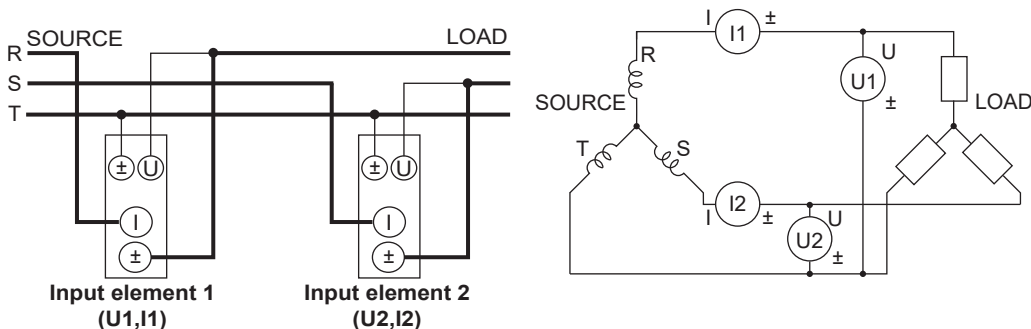 SOURCE
LOAD
R
S
T
± U
± U
I
I
±
±
Input element 1
(U1,I1)
Input element 2
(U2,I2)
I I1 ±
R
U
U1
±
SOURCE
LOAD
T
S
I I2 ±
U
U2
±